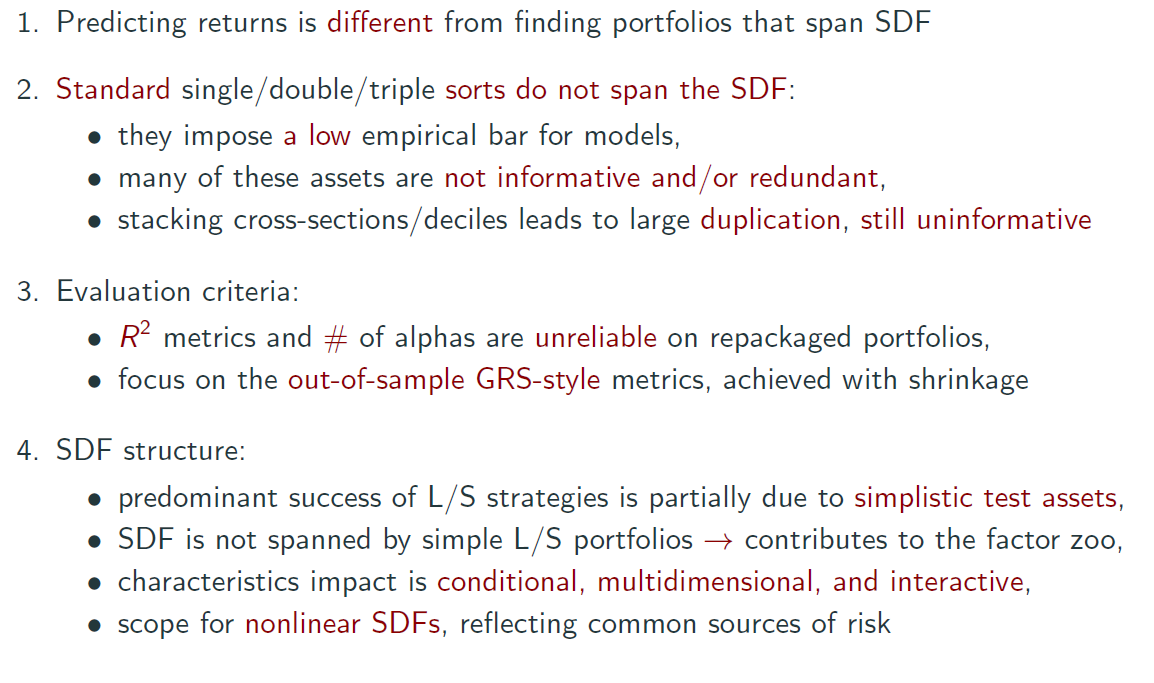 1. Predicting returns is different from finding portfolios that span SDF
2. Standard single/double/triple sorts do not span the SDF:
• they impose a low empirical bar for models,
• many of these assets are not informative and/or redundant,
• stacking cross-sections/deciles leads to large duplication, still uninformative
3. Evaluation criteria:
• R² metrics and # of alphas are unreliable on repackaged portfolios,
• focus on the out-of-sample GRS-style metrics, achieved with shrinkage
4. SDF structure:
• predominant success of L/S strategies is partially due to simplistic test assets,
• SDF is not spanned by simple L/S portfolios → contributes to the factor zoo,
• characteristics impact is conditional, multidimensional, and interactive,
• scope for nonlinear SDFs, reflecting common sources of risk